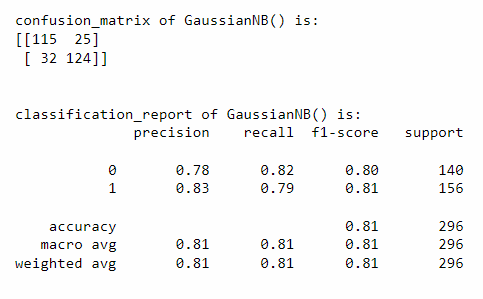 confusion_matrix of GaussianNB() is:
[[115  25]
 [ 32 124]]
classification_report of GaussianNB() is:
              precision    recall  f1-score   support
           0       0.78      0.82      0.80       140
           1       0.83      0.79      0.81       156
    accuracy                           0.81       296
   macro avg       0.81      0.81      0.81       296
weighted avg       0.81      0.81      0.81       296